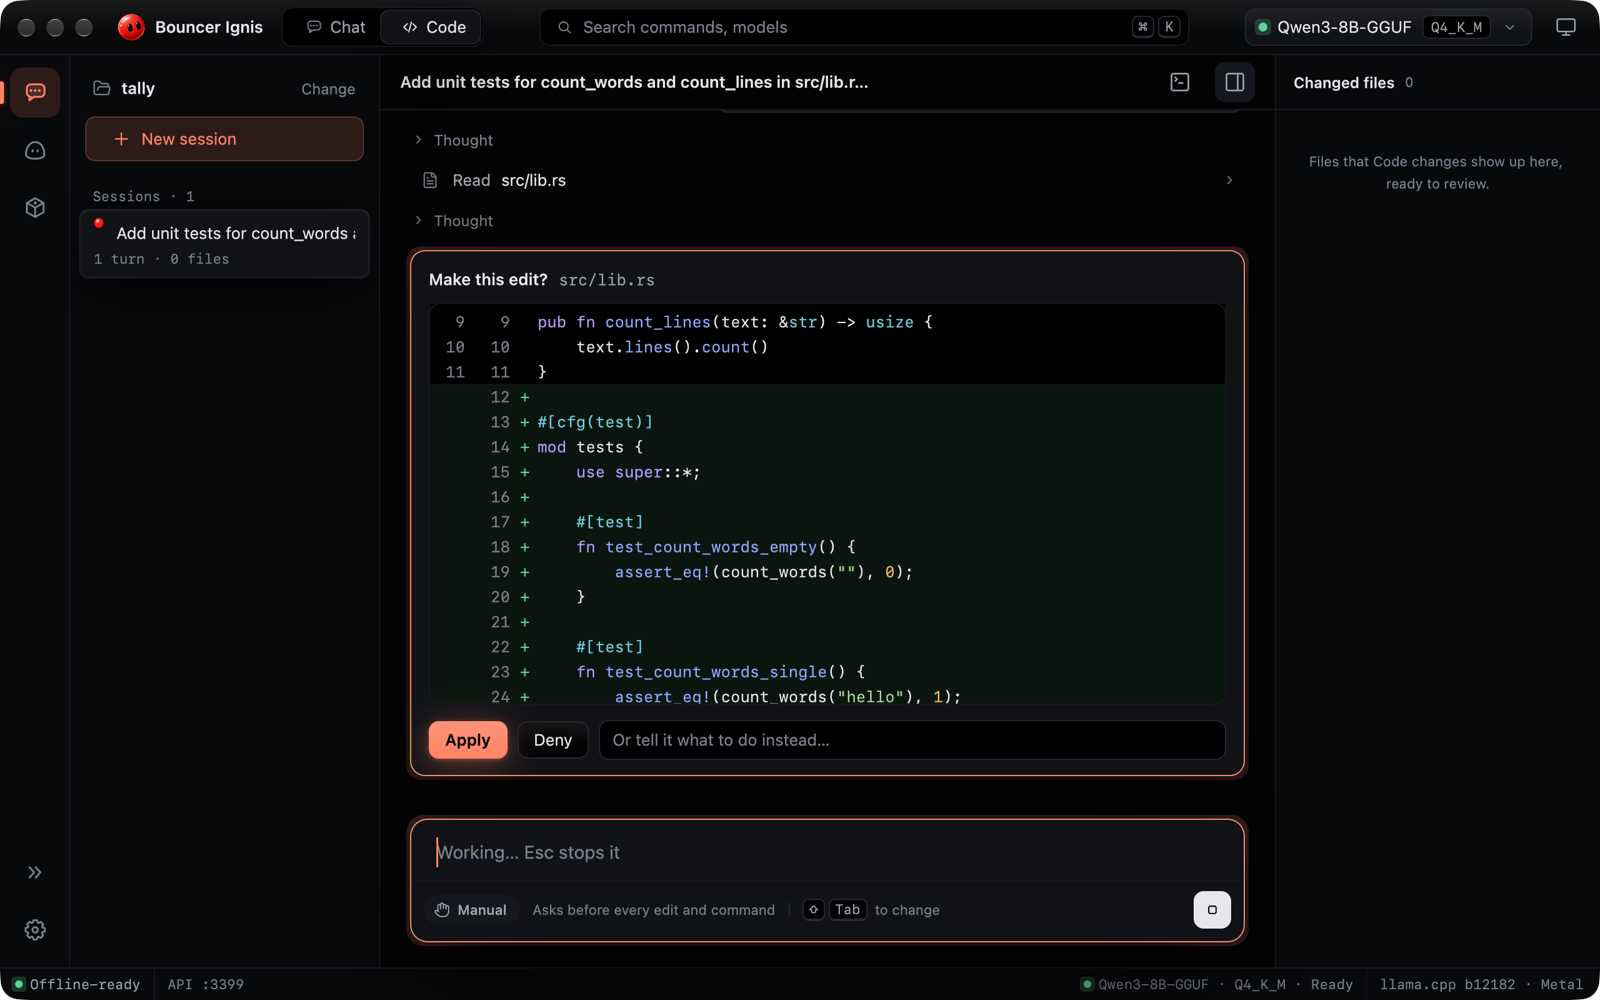 Bouncer Ignis
Chat
Code
Search commands, models
⌘ K
Qwen3-8B-GGUF Q4_K_M
tally
Change
New session
Sessions · 1
Add unit tests for count_words
1 turn · 0 files
Add unit tests for count_words and count_lines in src/lib.r...
Thought
Read src/lib.rs
Thought
Make this edit? src/lib.rs
9 9 pub fn count_lines(text: &str) -> usize {
10 10 text.lines().count()
11 11 }
12 +
13 + #[cfg(test)]
14 + mod tests {
15 + use super::*;
16 +
17 + #[test]
18 + fn test_count_words_empty() {
19 + assert_eq!(count_words(""), 0);
20 + }
21 +
22 + #[test]
23 + fn test_count_words_single() {
24 + assert_eq!(count_words("hello"), 1);
Apply
Deny
Or tell it what to do instead...
Working... Esc stops it
Manual
Asks before every edit and command
Tab to change
Changed files 0
Files that Code changes show up here,
ready to review.
Offline-ready
API :3399
Qwen3-8B-GGUF · Q4_K_M · Ready
llama.cpp b12182 · Metal